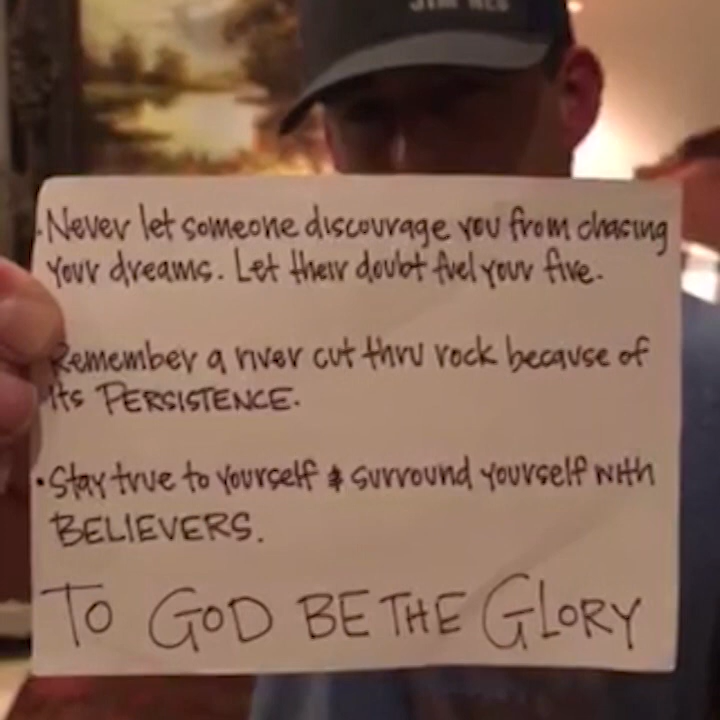 • Never let someone discourage you from chasing
your dreams. Let their doubt fuel your fire.
Remember a river cut thru rock because of
its PERSISTENCE.
• Stay true to yourself & surround yourself with
BELIEVERS.
TO GOD BE THE GLORY